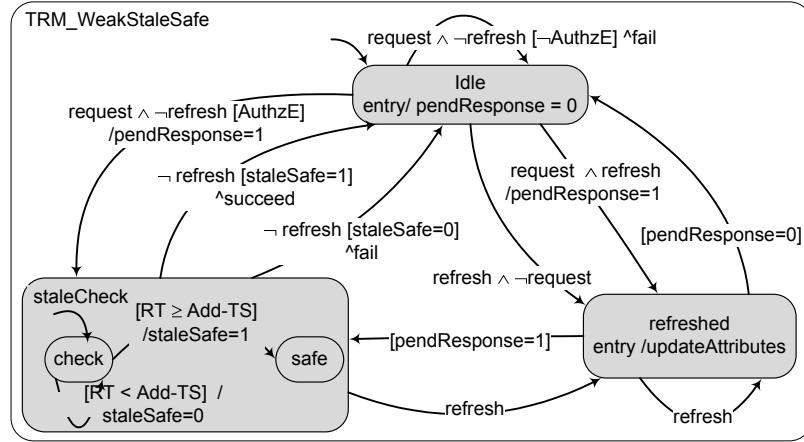 TRM_WeakStaleSafe
request ∧ ¬refresh [¬AuthzE] ^fail
Idle
entry/ pendResponse = 0
request ∧ ¬refresh [AuthzE]
/pendResponse=1
¬ refresh [staleSafe=1]
^succeed
request ∧ refresh
/pendResponse=1
¬ refresh [staleSafe=0]
^fail
[pendResponse=0]
refresh ∧ ¬request
staleCheck
[RT ≥ Add-TS]
/staleSafe=1
check
safe
[RT < Add-TS] /
staleSafe=0
[pendResponse=1]
refreshed
entry /updateAttributes
refresh
refresh